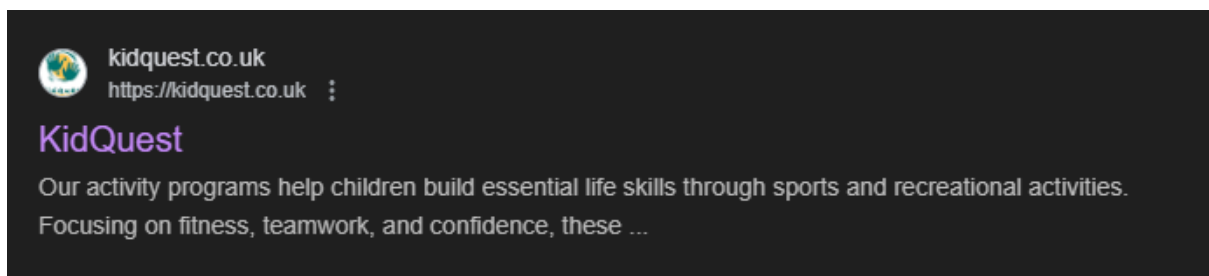 kidquest.co.uk
https://kidquest.co.uk
KidQuest
Our activity programs help children build essential life skills through sports and recreational activities.
Focusing on fitness, teamwork, and confidence, these ...